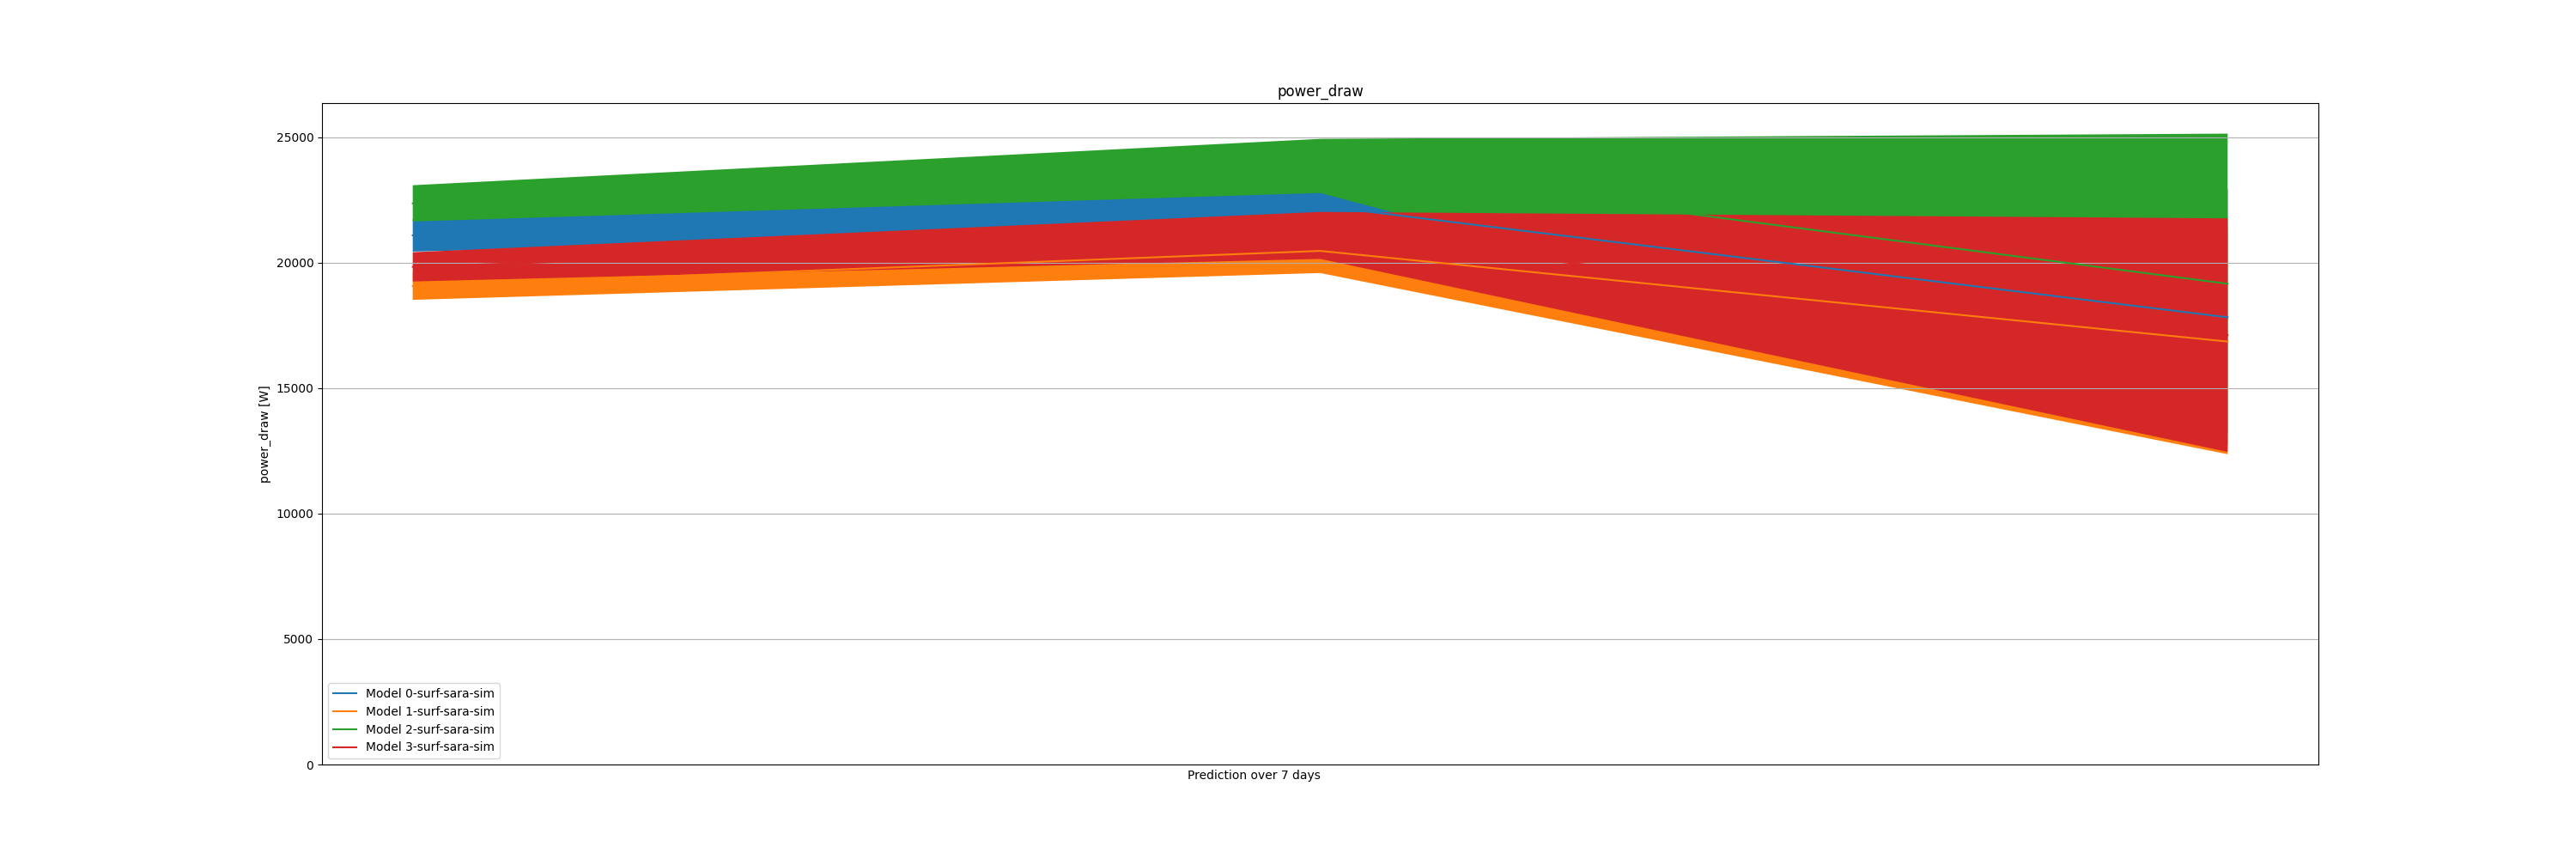 power_draw
25000
20000
15000
10000
5000
0
power_draw [W]
Model 0-surf-sara-sim
Model 1-surf-sara-sim
Model 2-surf-sara-sim
Model 3-surf-sara-sim
Prediction over 7 days